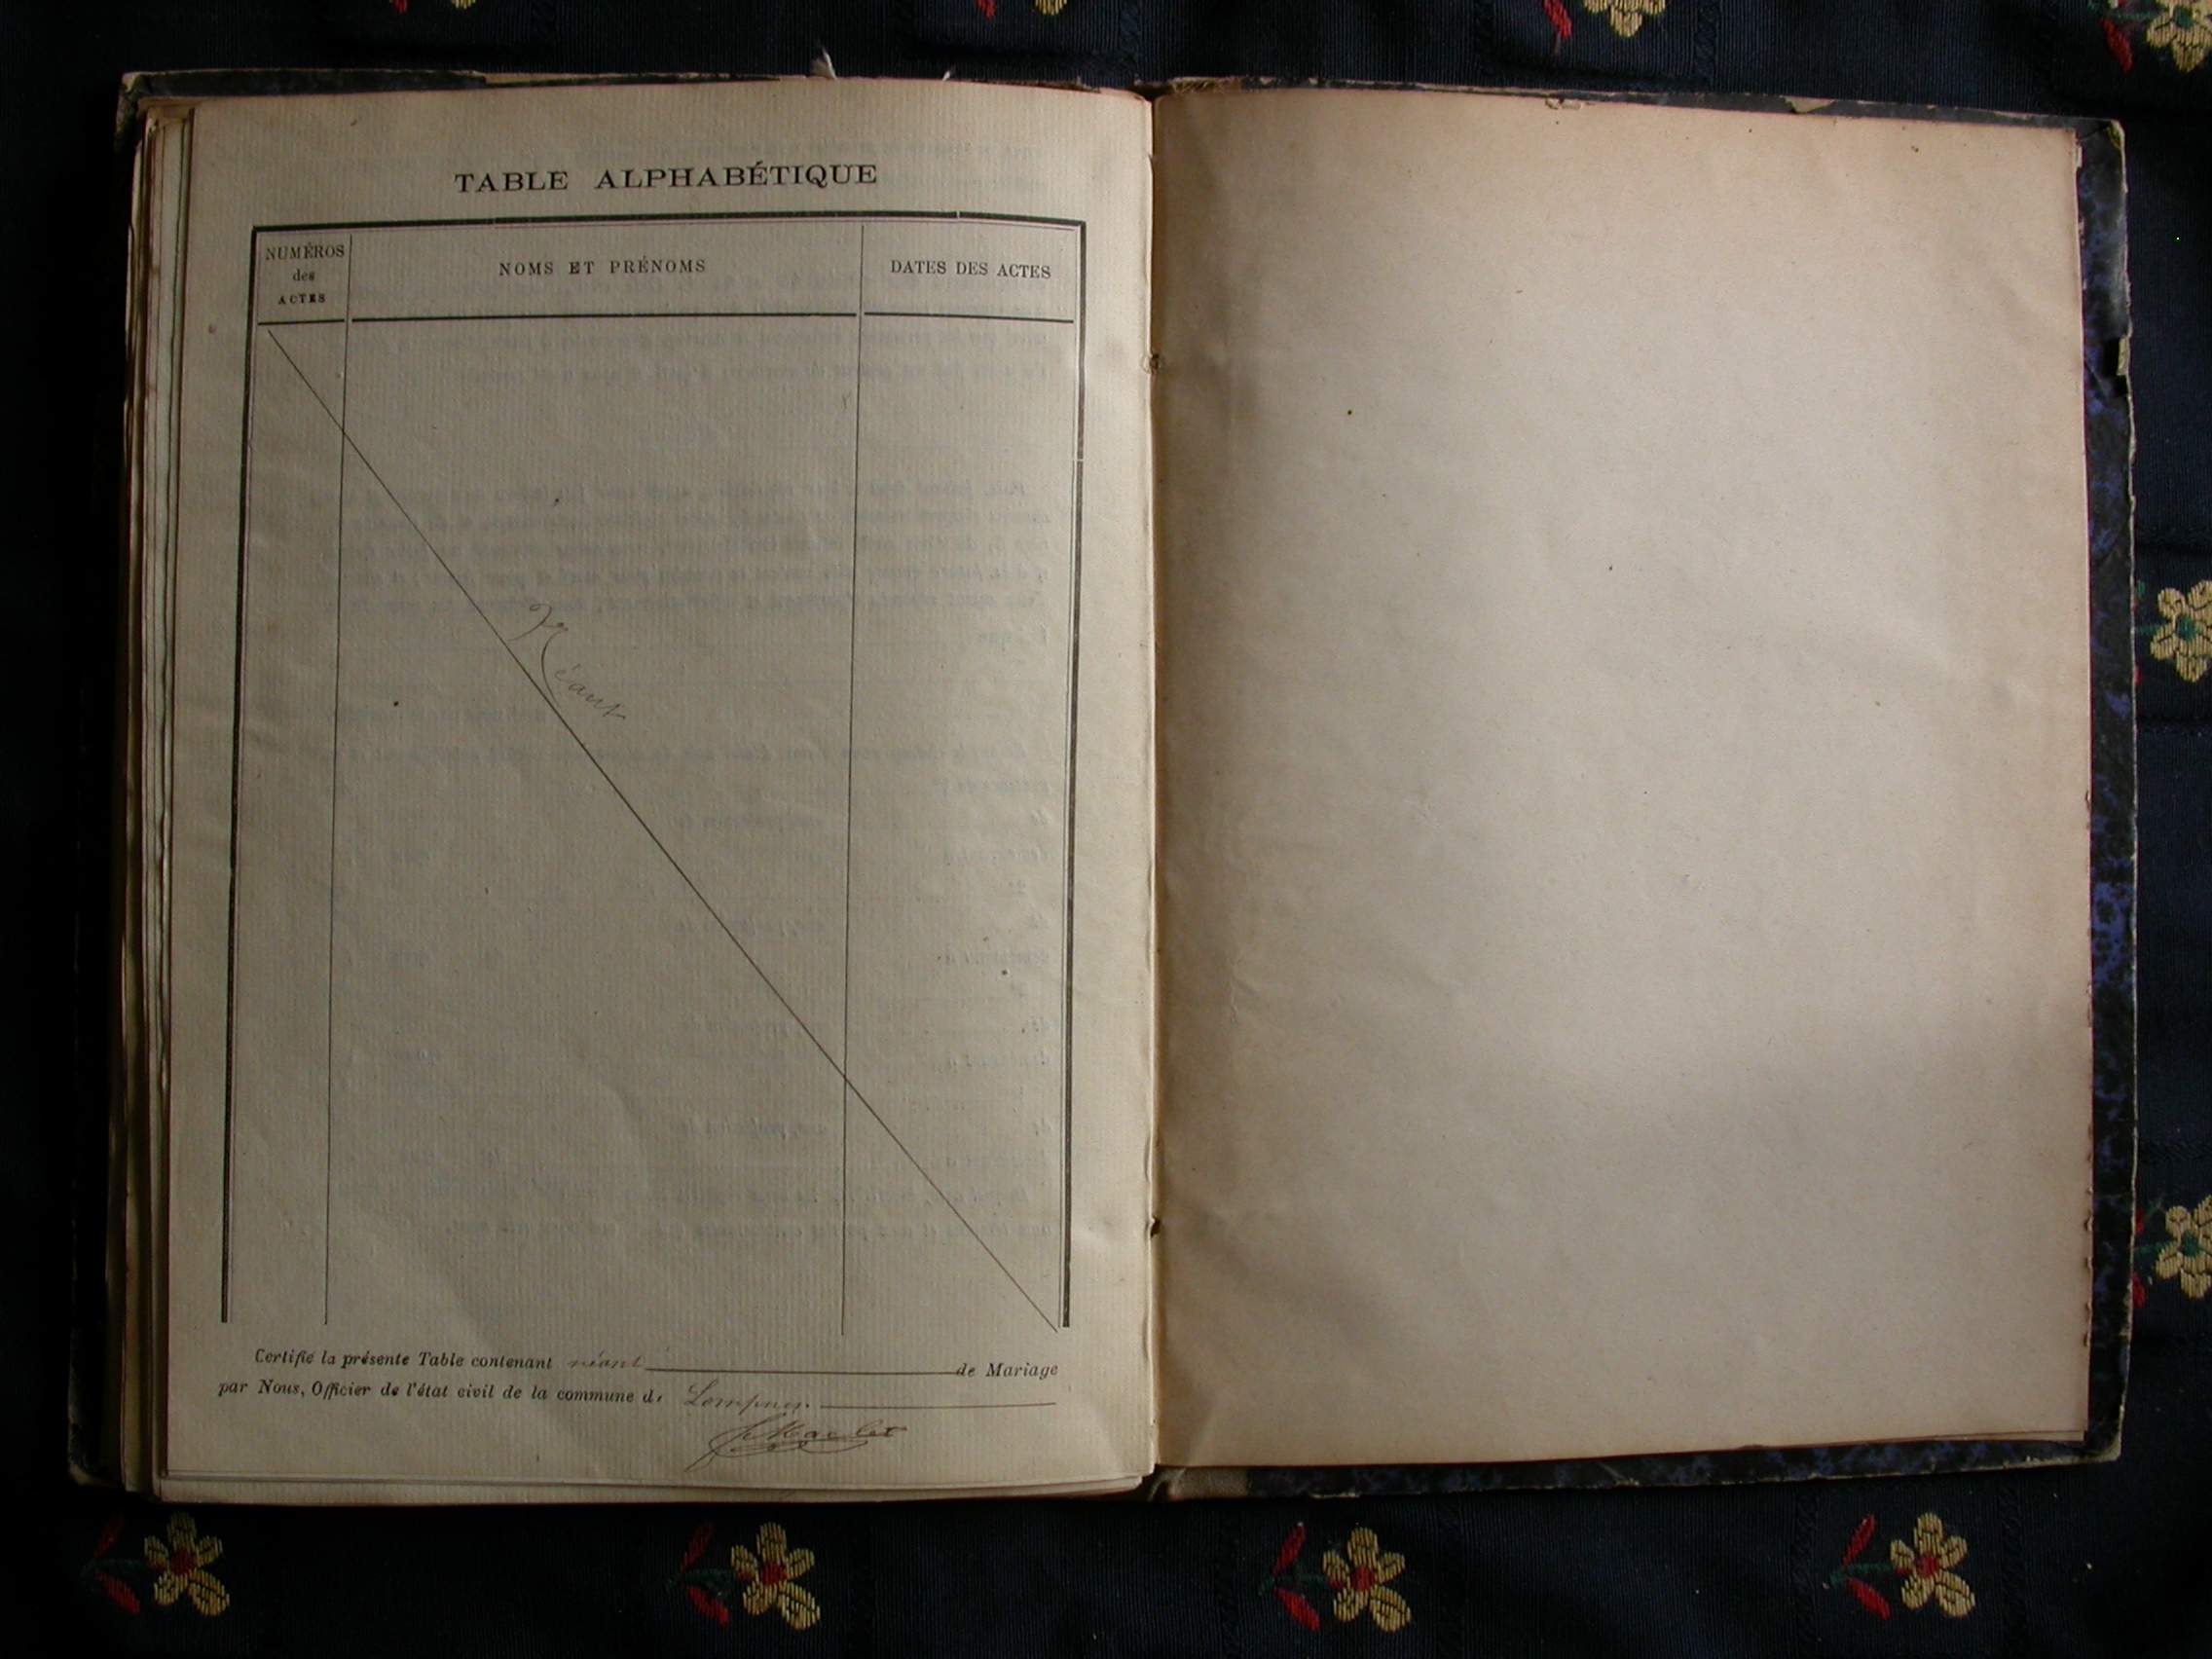 TABLE ALPHABÉTIQUE
NUMÉROS
des
ACTES
NOMS ET PRÉNOMS
DATES DES ACTES
Néant
Certifié la présente Table contenant néant de Mariage
par Nous, Officier de l'état civil de la commune de Lompnes